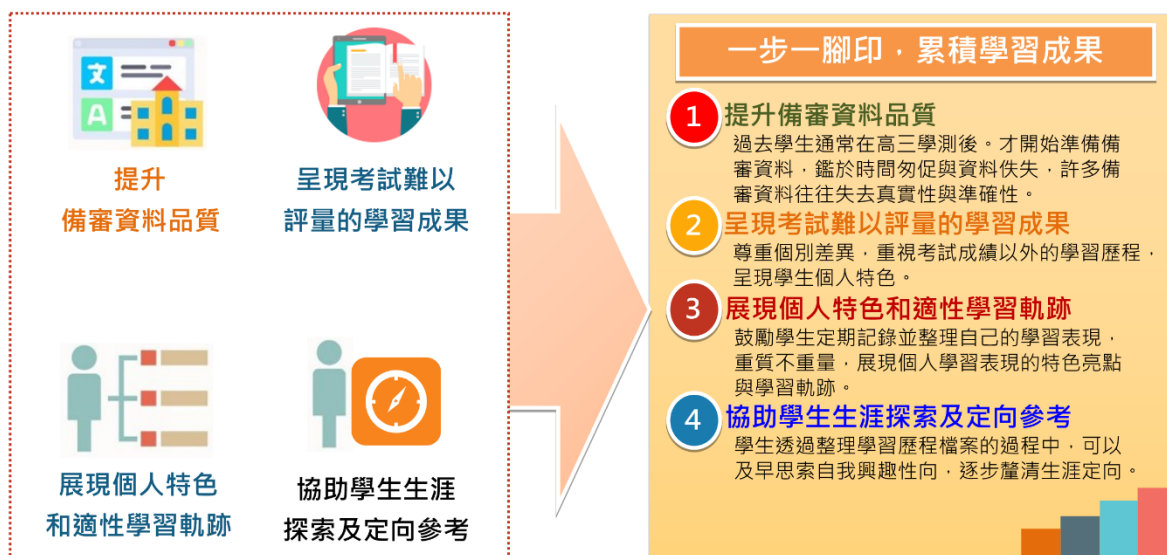 提升
備審資料品質
呈現考試難以
評量的學習成果
展現個人特色
和適性學習軌跡
協助學生生涯
探索及定向參考
一步一腳印，累積學習成果
1 提升備審資料品質
過去學生通常在高三學測後。才開始準備備
審資料，鑑於時間匆促與資料佚失，許多備
審資料往往失去真實性與準確性。
2 呈現考試難以評量的學習成果
尊重個別差異，重視考試成績以外的學習歷程，
呈現學生個人特色。
3 展現個人特色和適性學習軌跡
鼓勵學生定期記錄並整理自己的學習表現，
重質不重量，展現個人學習表現的特色亮點
與學習軌跡。
4 協助學生生涯探索及定向參考
學生透過整理學習歷程檔案的過程中，可以
及早思索自我興趣性向，逐步釐清生涯定向。
文
A